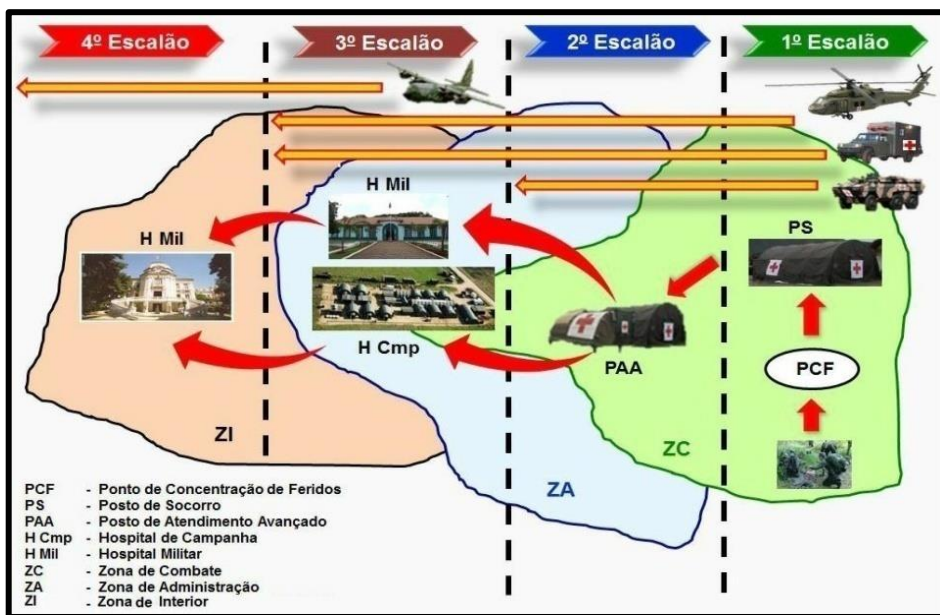 4º Escalão
3º Escalão
2º Escalão
1º Escalão
H Mil
PS
H Mil
H Cmp
PAA
PCF
ZI
ZC
ZA
PCF - Ponto de Concentração de Feridos
PS - Posto de Socorro
PAA - Posto de Atendimento Avançado
H Cmp - Hospital de Campanha
H Mil - Hospital Militar
ZC - Zona de Combate
ZA - Zona de Administração
ZI - Zona de Interior